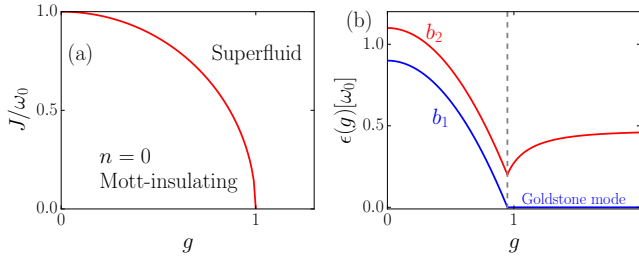 (a)
Superfluid
n = 0
Mott-insulating
J/ω₀
1.0
0.5
0.0
0
1
g
(b)
b₂
b₁
Goldstone mode
ϵ(g)[ω₀]
1.0
0.5
0.0
0
1
g